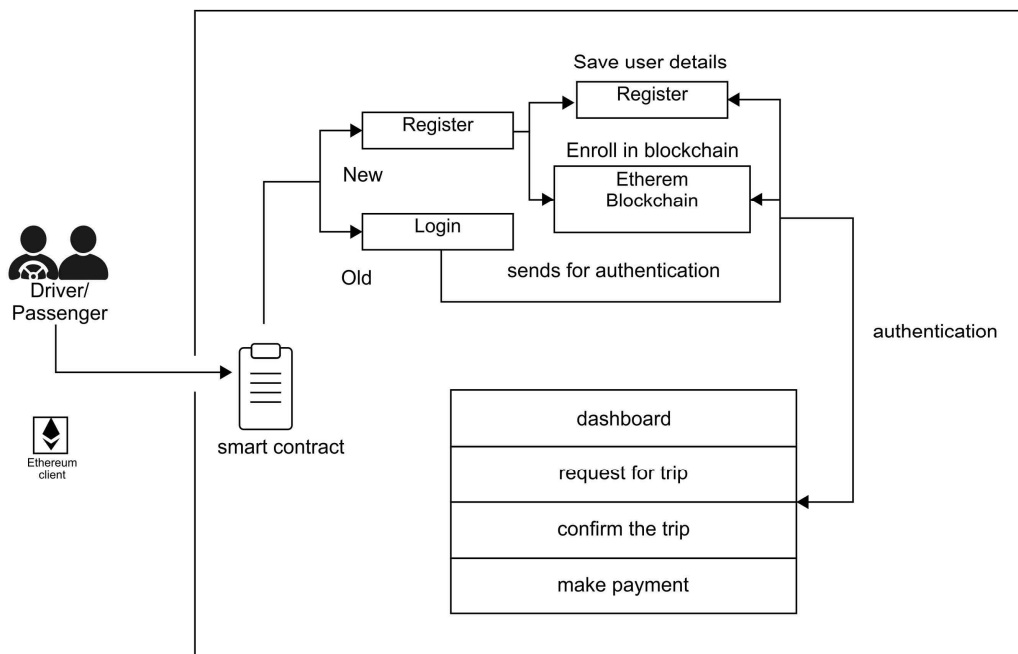 Save user details
Register
Register
Enroll in blockchain
New
Etherem
Blockchain
Login
Old
sends for authentication
Driver/
Passenger
authentication
smart contract
Ethereum
client
dashboard
request for trip
confirm the trip
make payment